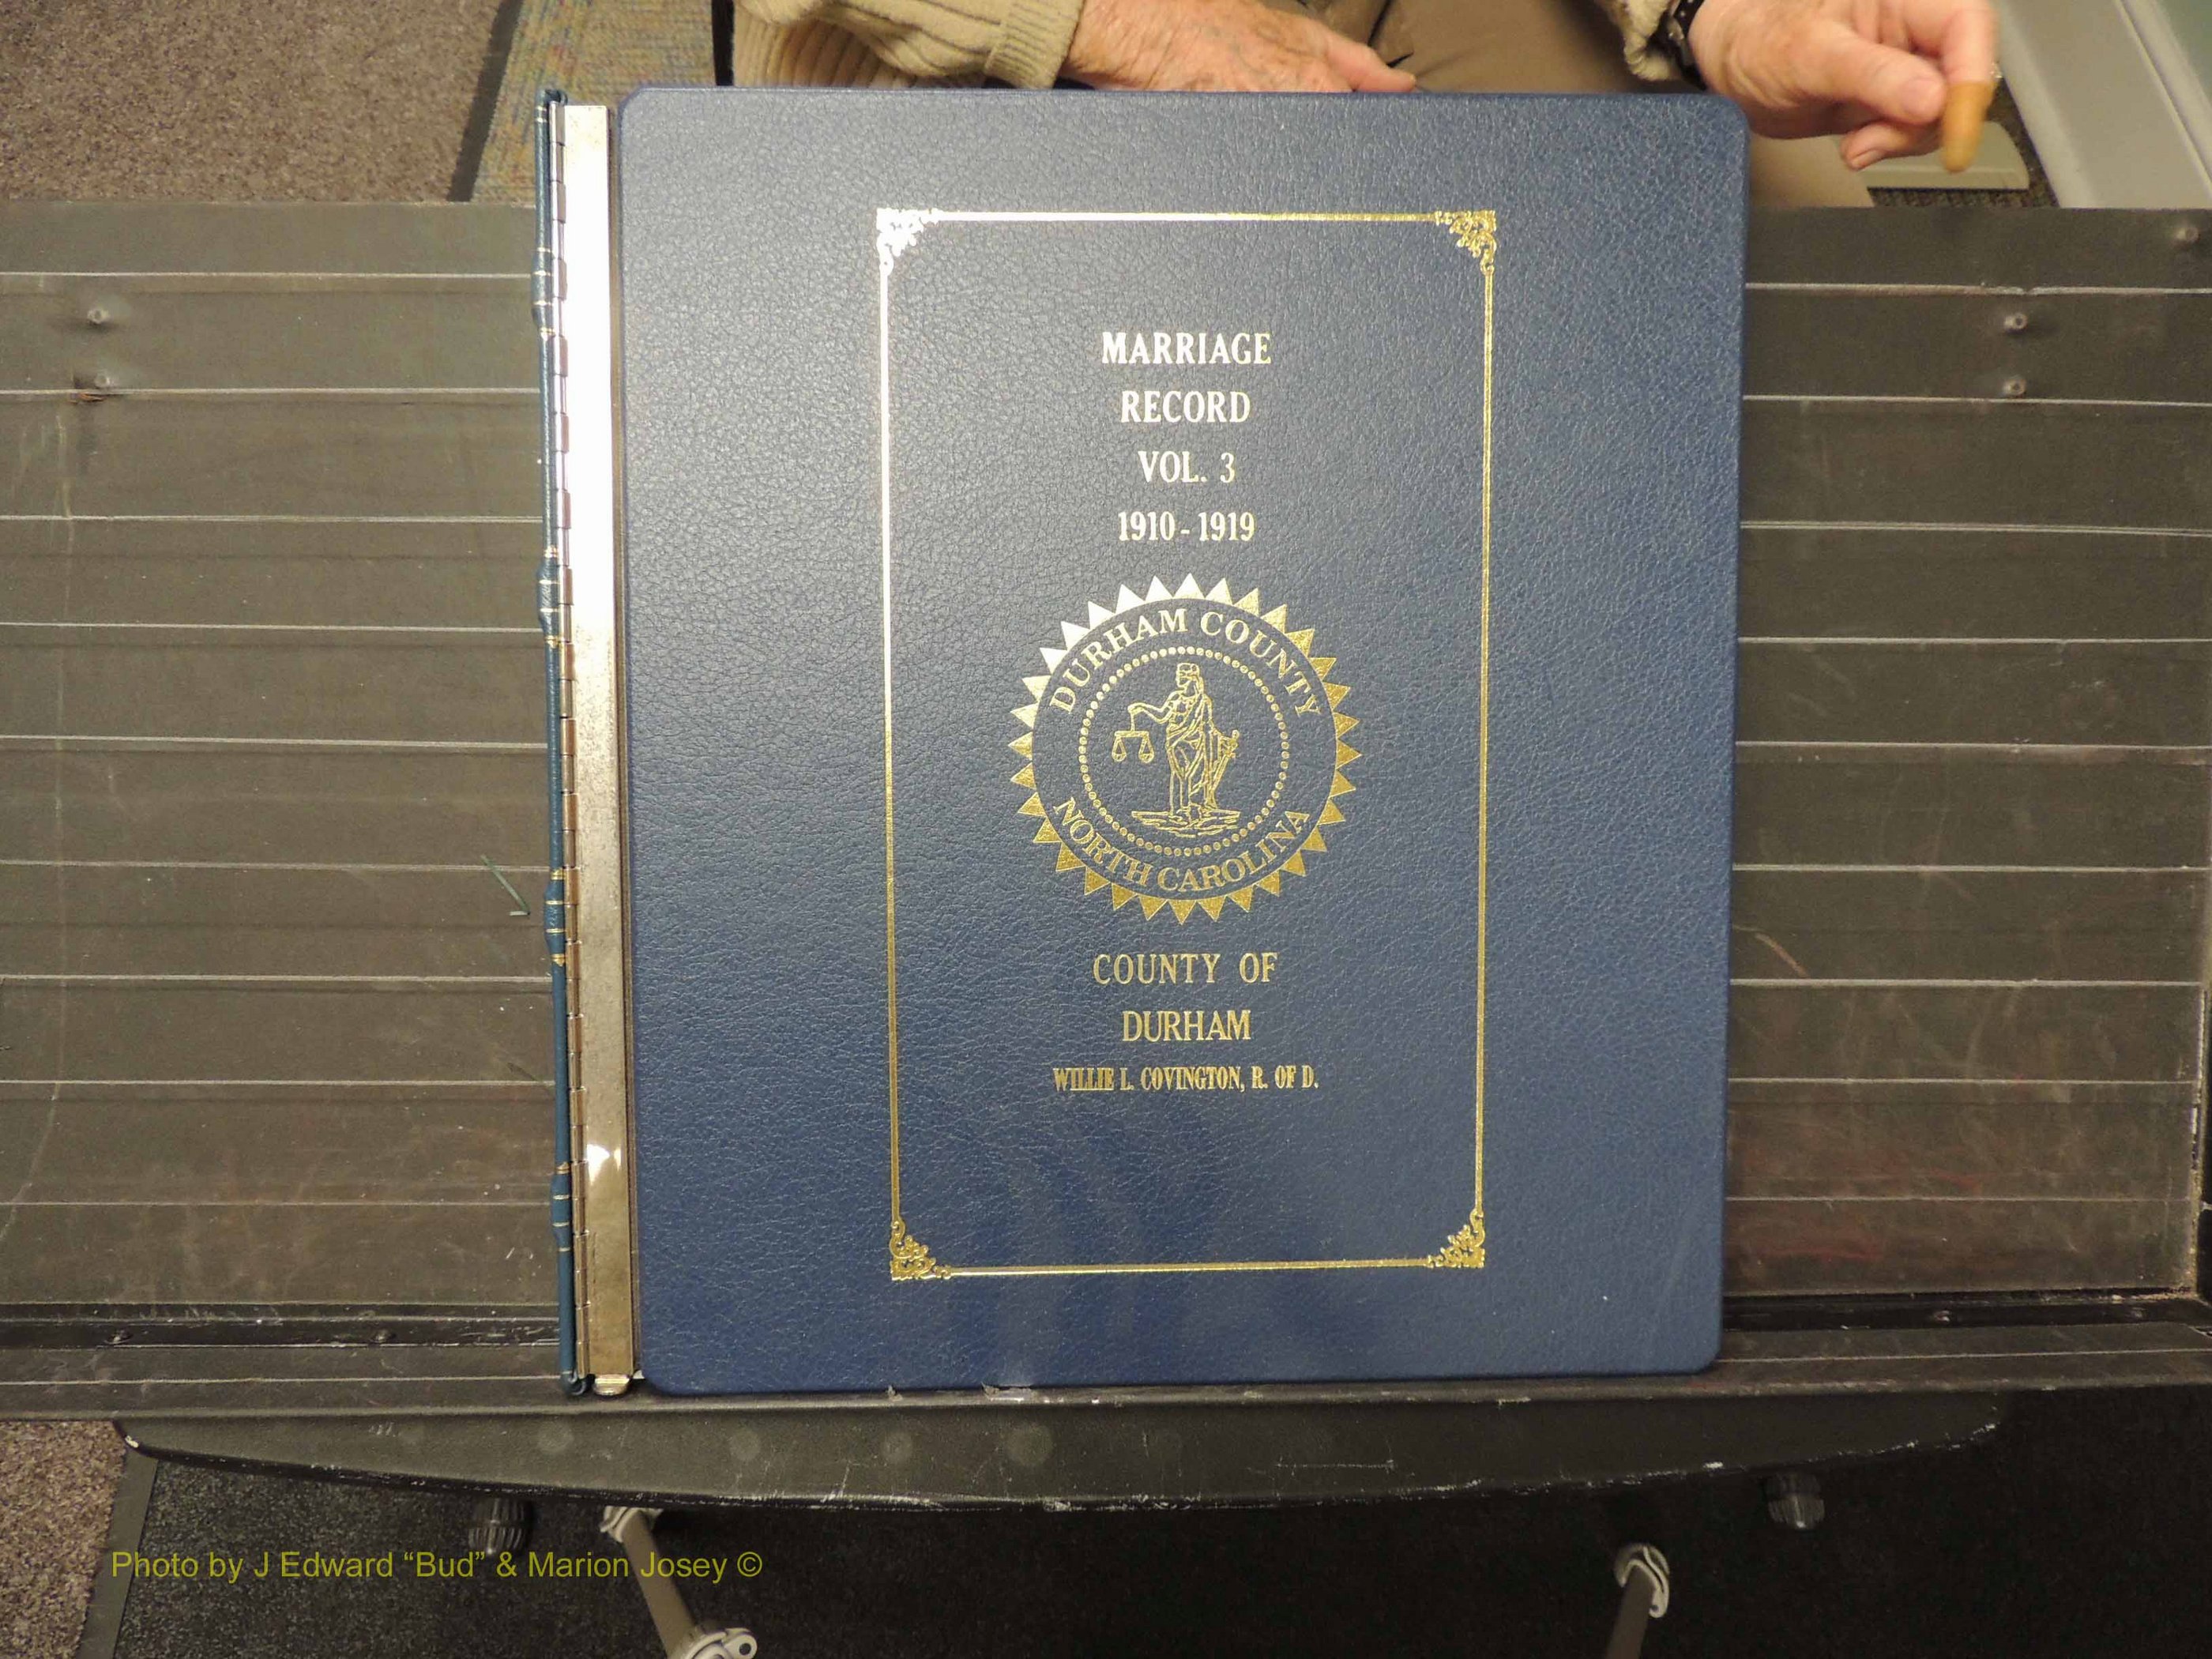 MARRIAGE
RECORD
VOL. 3
1910 - 1919
DURHAM COUNTY
NORTH CAROLINA
COUNTY OF
DURHAM
WILLIE L. COVINGTON, R. OF D.
Photo by J Edward “Bud” & Marion Josey ©